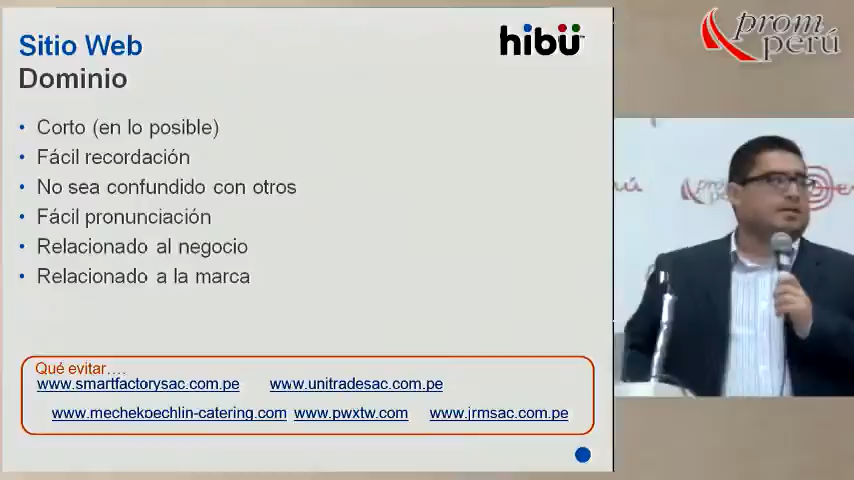 Sitio Web
Dominio
hibü
prom
perú
• Corto (en lo posible)
• Fácil recordación
• No sea confundido con otros
• Fácil pronunciación
• Relacionado al negocio
• Relacionado a la marca
Qué evitar….
www.smartfactorysac.com.pe www.unitradesac.com.pe
www.mechekoechlin-catering.com www.pwxtw.com www.jrmsac.com.pe